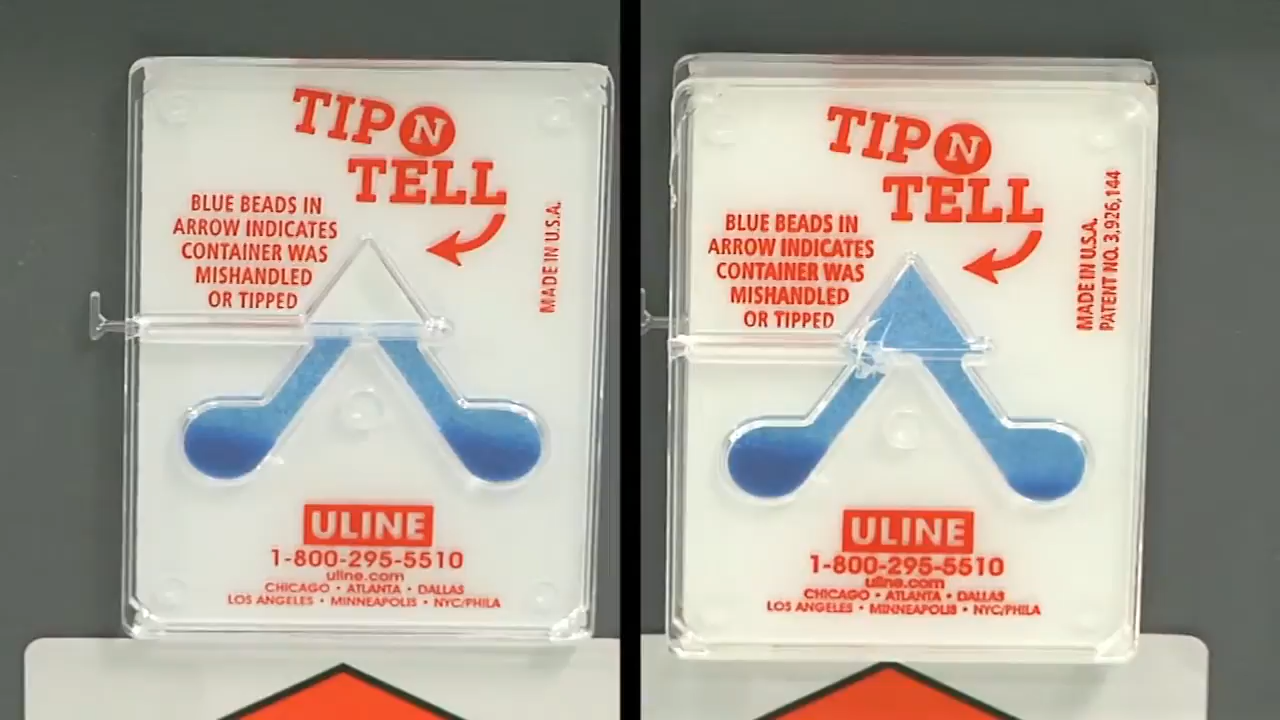 TIP N
TELL
BLUE BEADS IN
ARROW INDICATES
CONTAINER WAS
MISHANDLED
OR TIPPED
MADE IN U.S.A.
ULINE
1-800-295-5510
uline.com
CHICAGO • ATLANTA • DALLAS
LOS ANGELES • MINNEAPOLIS • NYC/PHILA
TIP N
TELL
BLUE BEADS IN
ARROW INDICATES
CONTAINER WAS
MISHANDLED
OR TIPPED
MADE IN U.S.A.
PATENT NO. 3,926,144
ULINE
1-800-295-5510
uline.com
CHICAGO • ATLANTA • DALLAS
LOS ANGELES • MINNEAPOLIS • NYC/PHILA